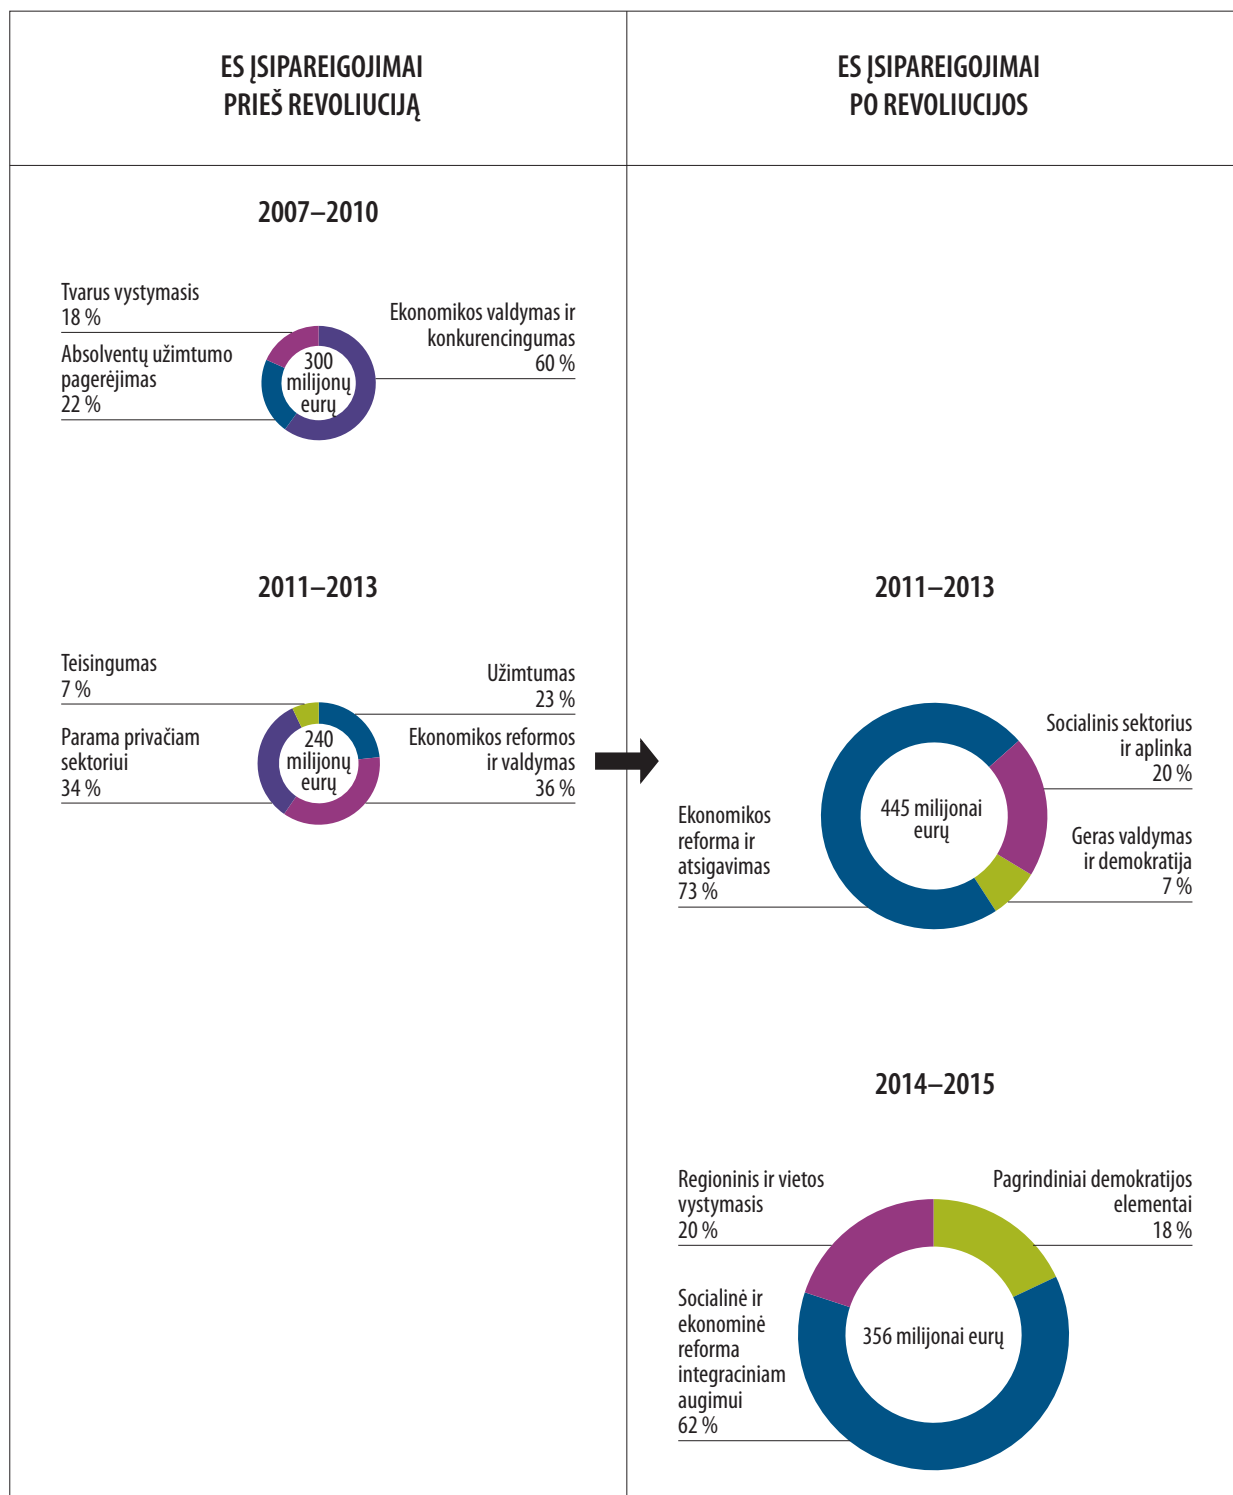 ES ĮSIPAREIGOJIMAI
PRIEŠ REVOLIUCIJĄ
ES ĮSIPAREIGOJIMAI
PO REVOLIUCIJOS
2007–2010
Tvarus vystymasis
18 %
Absolventų užimtumo
pagerėjimas
22 %
300
milijonų
eurų
Ekonomikos valdymas ir
konkurencingumas
60 %
2011–2013
Teisingumas
7 %
Parama privačiam
sektoriui
34 %
240
milijonų
eurų
Užimtumas
23 %
Ekonomikos reformos
ir valdymas
36 %
2011–2013
Ekonomikos
reforma ir
atsigavimas
73 %
445 milijonai
eurų
Socialinis sektorius
ir aplinka
20 %
Geras valdymas
ir demokratija
7 %
2014–2015
Regioninis ir vietos
vystymasis
20 %
Socialinė ir
ekonominė
reforma
integraciniam
augimui
62 %
356 milijonai eurų
Pagrindiniai demokratijos
elementai
18 %